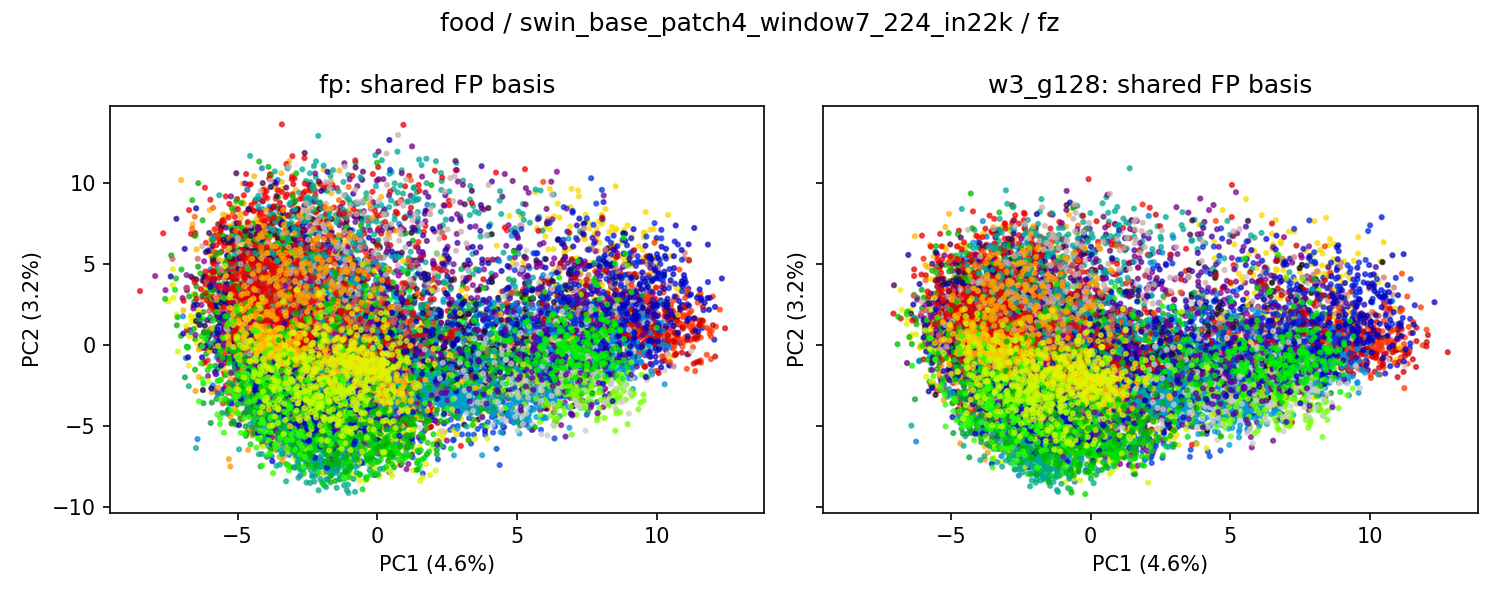 food / swin_base_patch4_window7_224_in22k / fz
fp: shared FP basis
w3_g128: shared FP basis
10
5
0
−5
−10
PC2 (3.2%)
PC2 (3.2%)
−5
0
5
10
−5
0
5
10
PC1 (4.6%)
PC1 (4.6%)